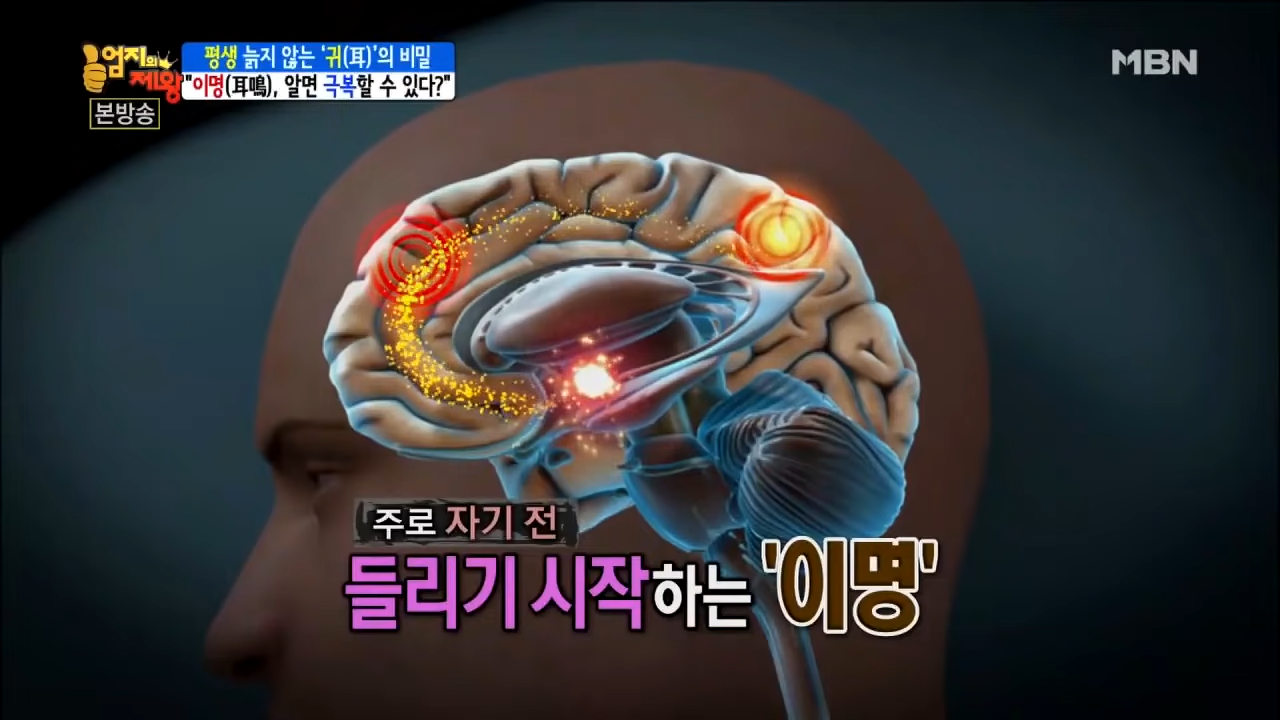 엄지의 제왕
본방송
평생 늙지 않는 '귀(耳)'의 비밀
"이명(耳鳴), 알면 극복할 수 있다?"
MBN
주로 자기 전
들리기 시작하는 '이명'